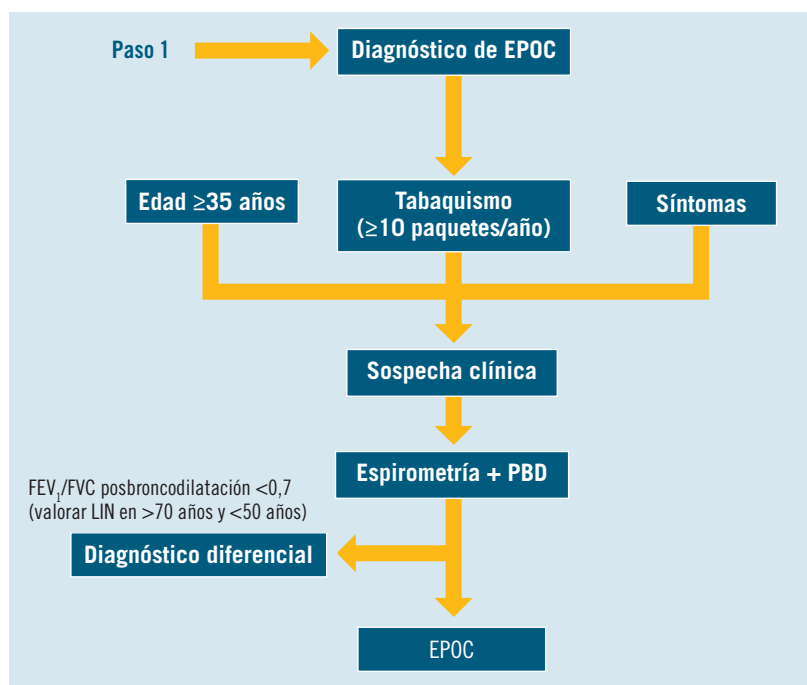 Paso 1
Diagnóstico de EPOC
Edad ≥35 años
Tabaquismo
(≥10 paquetes/año)
Síntomas
Sospecha clínica
Espirometría + PBD
FEV₁/FVC posbroncodilatación <0,7
(valorar LIN en >70 años y <50 años)
Diagnóstico diferencial
EPOC